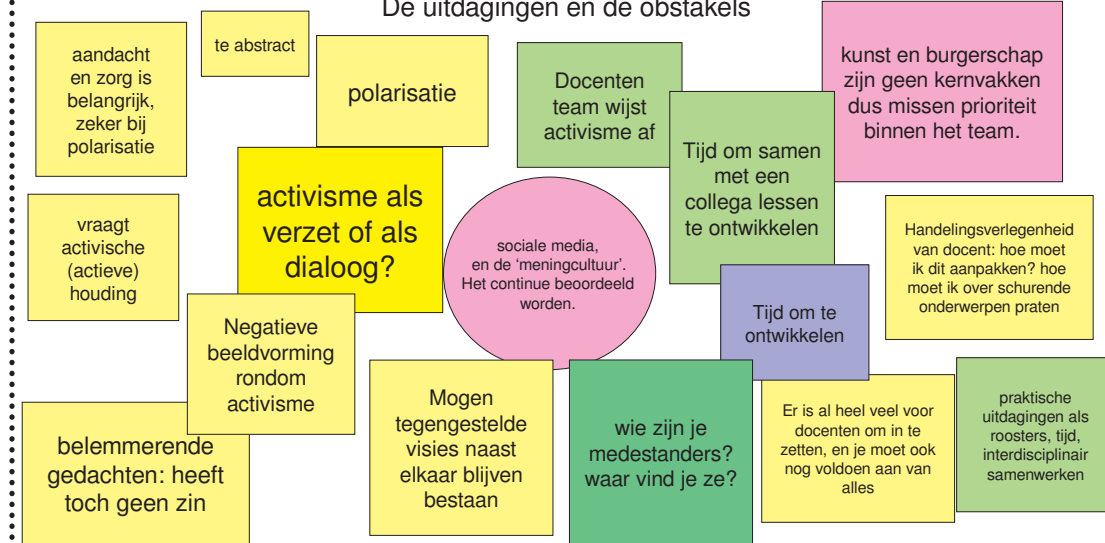 De uitdagingen en de obstakels
aandacht
en zorg is
belangrijk,
zeker bij
polarisatie
te abstract
polarisatie
Docenten
team wijst
activisme af
kunst en burgerschap
zijn geen kernvakken
dus missen prioriteit
binnen het team.
Tijd om samen
met een
collega lessen
te ontwikkelen
activisme als
verzet of als
dialoog?
vraagt
activische
(actieve)
houding
sociale media,
en de ‘meningcultuur’.
Het continue beoordeeld
worden.
Handelingsverlegenheid
van docent: hoe moet
ik dit aanpakken? hoe
moet ik over schurende
onderwerpen praten
Tijd om te
ontwikkelen
Negatieve
beeldvorming
rondom
activisme
Mogen
tegengestelde
visies naast
elkaar blijven
bestaan
wie zijn je
medestanders?
waar vind je ze?
Er is al heel veel voor
docenten om in te
zetten, en je moet ook
nog voldoen aan van
alles
praktische
uitdagingen als
roosters, tijd,
interdisciplinair
samenwerken
belemmerende
gedachten: heeft
toch geen zin